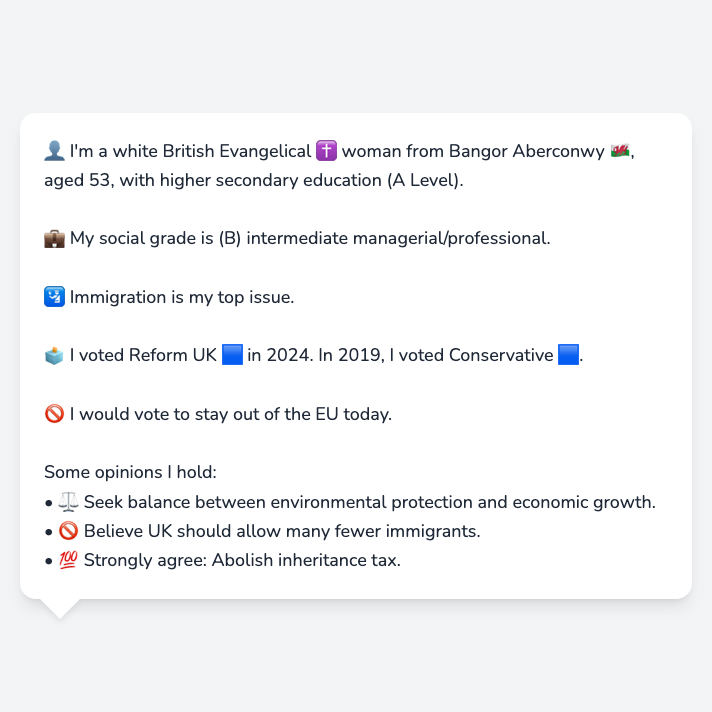 👤 I'm a white British Evangelical ✝️ woman from Bangor Aberconwy 🏴󠁧󠁢󠁷󠁬󠁳󠁿,
aged 53, with higher secondary education (A Level).
💼 My social grade is (B) intermediate managerial/professional.
🛂 Immigration is my top issue.
🗳️ I voted Reform UK 🟦 in 2024. In 2019, I voted Conservative 🟦.
🚫 I would vote to stay out of the EU today.
Some opinions I hold:
• ⚖️ Seek balance between environmental protection and economic growth.
• 🚫 Believe UK should allow many fewer immigrants.
• 💯 Strongly agree: Abolish inheritance tax.